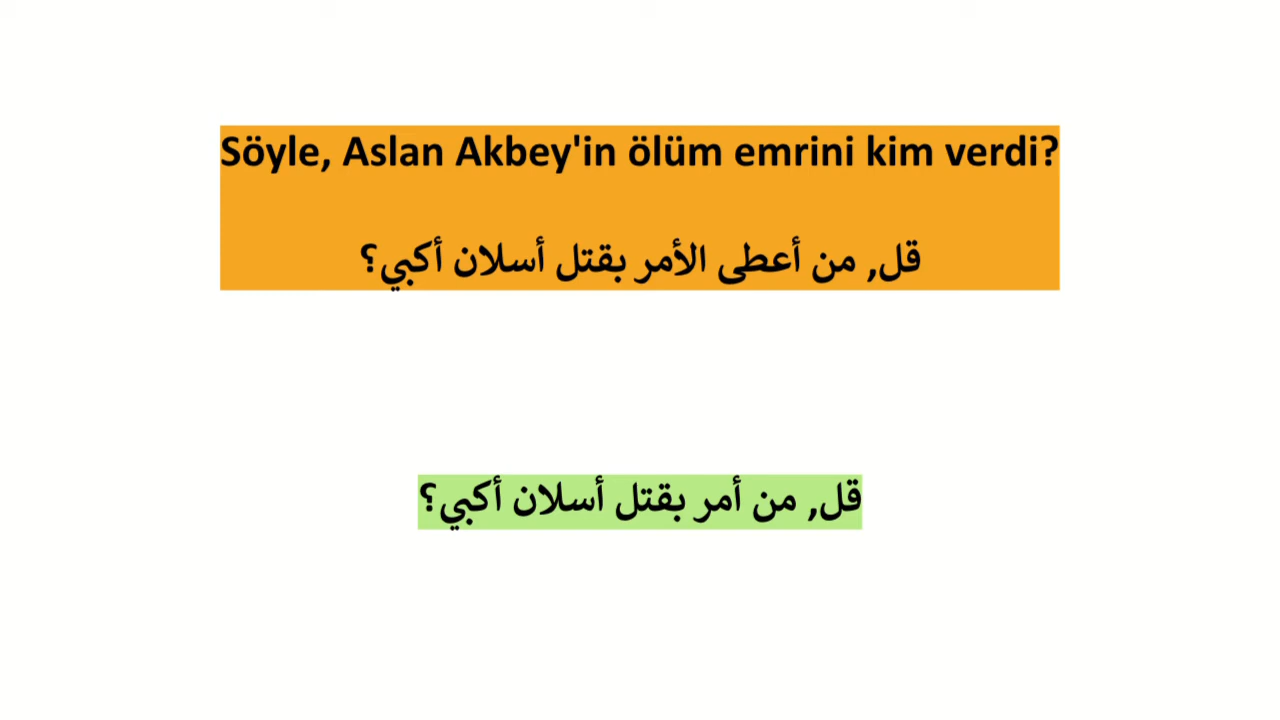 Söyle, Aslan Akbey'in ölüm emrini kim verdi?
قل, من أعطى الأمر بقتل أسلان أكبي؟
قل, من أمر بقتل أسلان أكبي؟